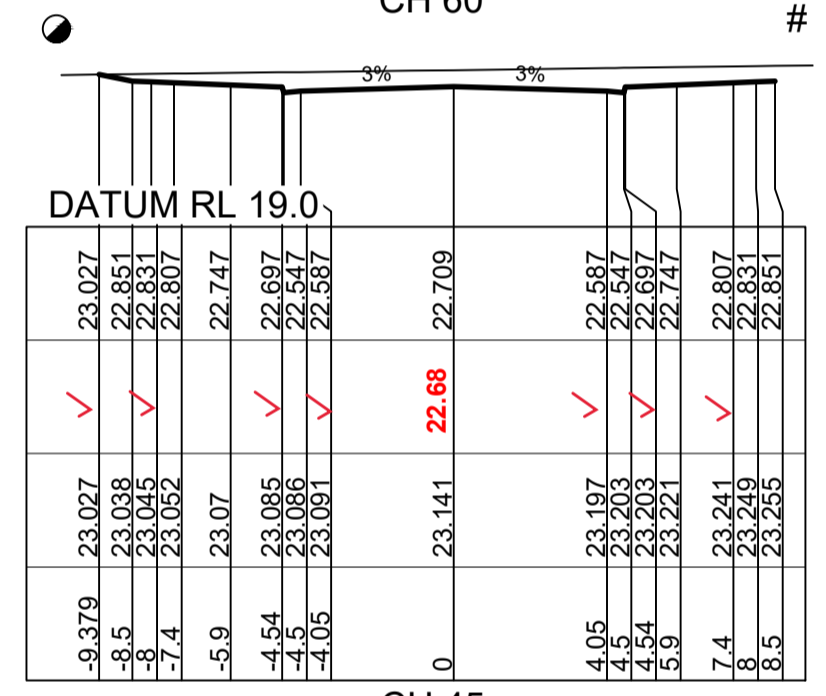 CH 60
#
3% 3%
DATUM RL 19.0
23.027 22.851 22.831 22.807 22.747 22.697 22.547 22.587 22.709 22.587 22.547 22.697 22.747 22.807 22.831 22.851
22.68
23.027 23.038 23.045 23.052 23.07 23.085 23.086 23.091 23.141 23.197 23.203 23.203 23.221 23.241 23.249 23.255
-9.379 -8.5 -8 -7.4 -5.9 -4.54 -4.5 -4.05 0 4.05 4.5 4.54 5.9 7.4 8 8.5
CH 45